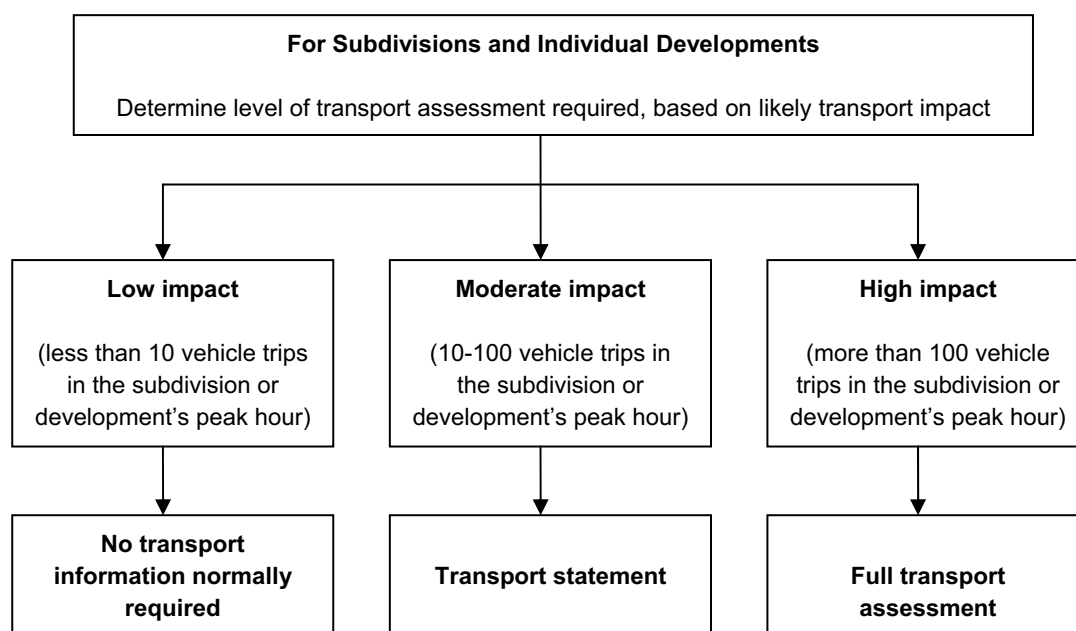 For Subdivisions and Individual Developments
Determine level of transport assessment required, based on likely transport impact
Low impact
(less than 10 vehicle trips
in the subdivision or
development’s peak hour)
Moderate impact
(10-100 vehicle trips in
the subdivision or
development’s peak hour)
High impact
(more than 100 vehicle
trips in the subdivision or
development’s peak hour)
No transport
information normally
required
Transport statement
Full transport
assessment